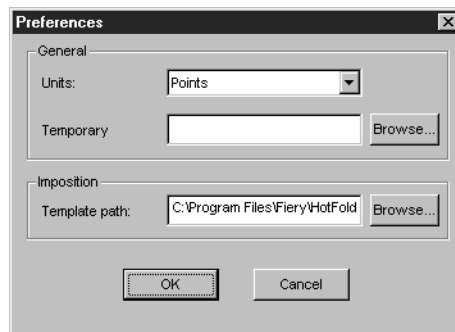 Preferences
General
Units: Points
Temporary Browse...
Imposition
Template path: C:\Program Files\Fiery\HotFold Browse...
OK Cancel